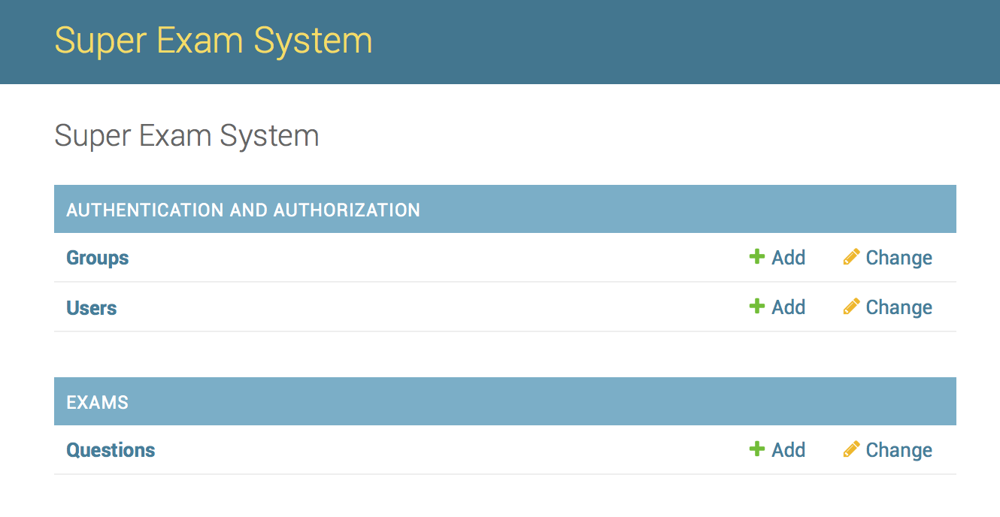 Super Exam System
Super Exam System
AUTHENTICATION AND AUTHORIZATION
Groups Add Change
Users Add Change
EXAMS
Questions Add Change